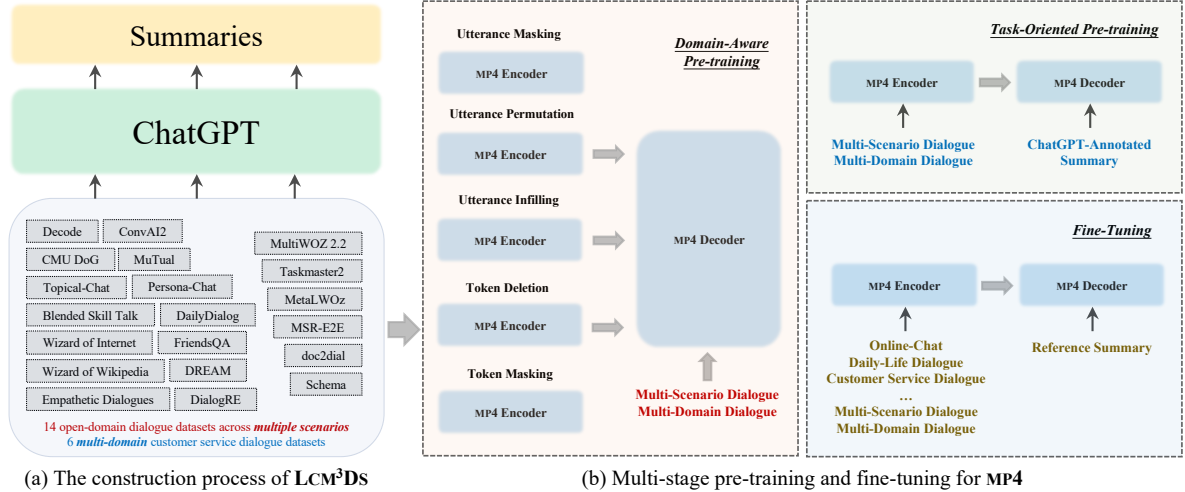 Summaries
ChatGPT
Decode
ConvAI2
CMU DoG
MuTual
Topical-Chat
Persona-Chat
Blended Skill Talk
DailyDialog
Wizard of Internet
FriendsQA
Wizard of Wikipedia
DREAM
Empathetic Dialogues
DialogRE
MultiWOZ 2.2
Taskmaster2
MetaLWOz
MSR-E2E
doc2dial
Schema
14 open-domain dialogue datasets across multiple scenarios
6 multi-domain customer service dialogue datasets
(a) The construction process of LCM³DS
Utterance Masking
MP4 Encoder
Utterance Permutation
MP4 Encoder
Utterance Infilling
MP4 Encoder
Token Deletion
MP4 Encoder
Token Masking
MP4 Encoder
Domain-Aware
Pre-training
MP4 Decoder
Multi-Scenario Dialogue
Multi-Domain Dialogue
Task-Oriented Pre-training
MP4 Encoder
MP4 Decoder
Multi-Scenario Dialogue
Multi-Domain Dialogue
ChatGPT-Annotated
Summary
Fine-Tuning
MP4 Encoder
MP4 Decoder
Online-Chat
Daily-Life Dialogue
Customer Service Dialogue
…
Multi-Scenario Dialogue
Multi-Domain Dialogue
Reference Summary
(b) Multi-stage pre-training and fine-tuning for MP4